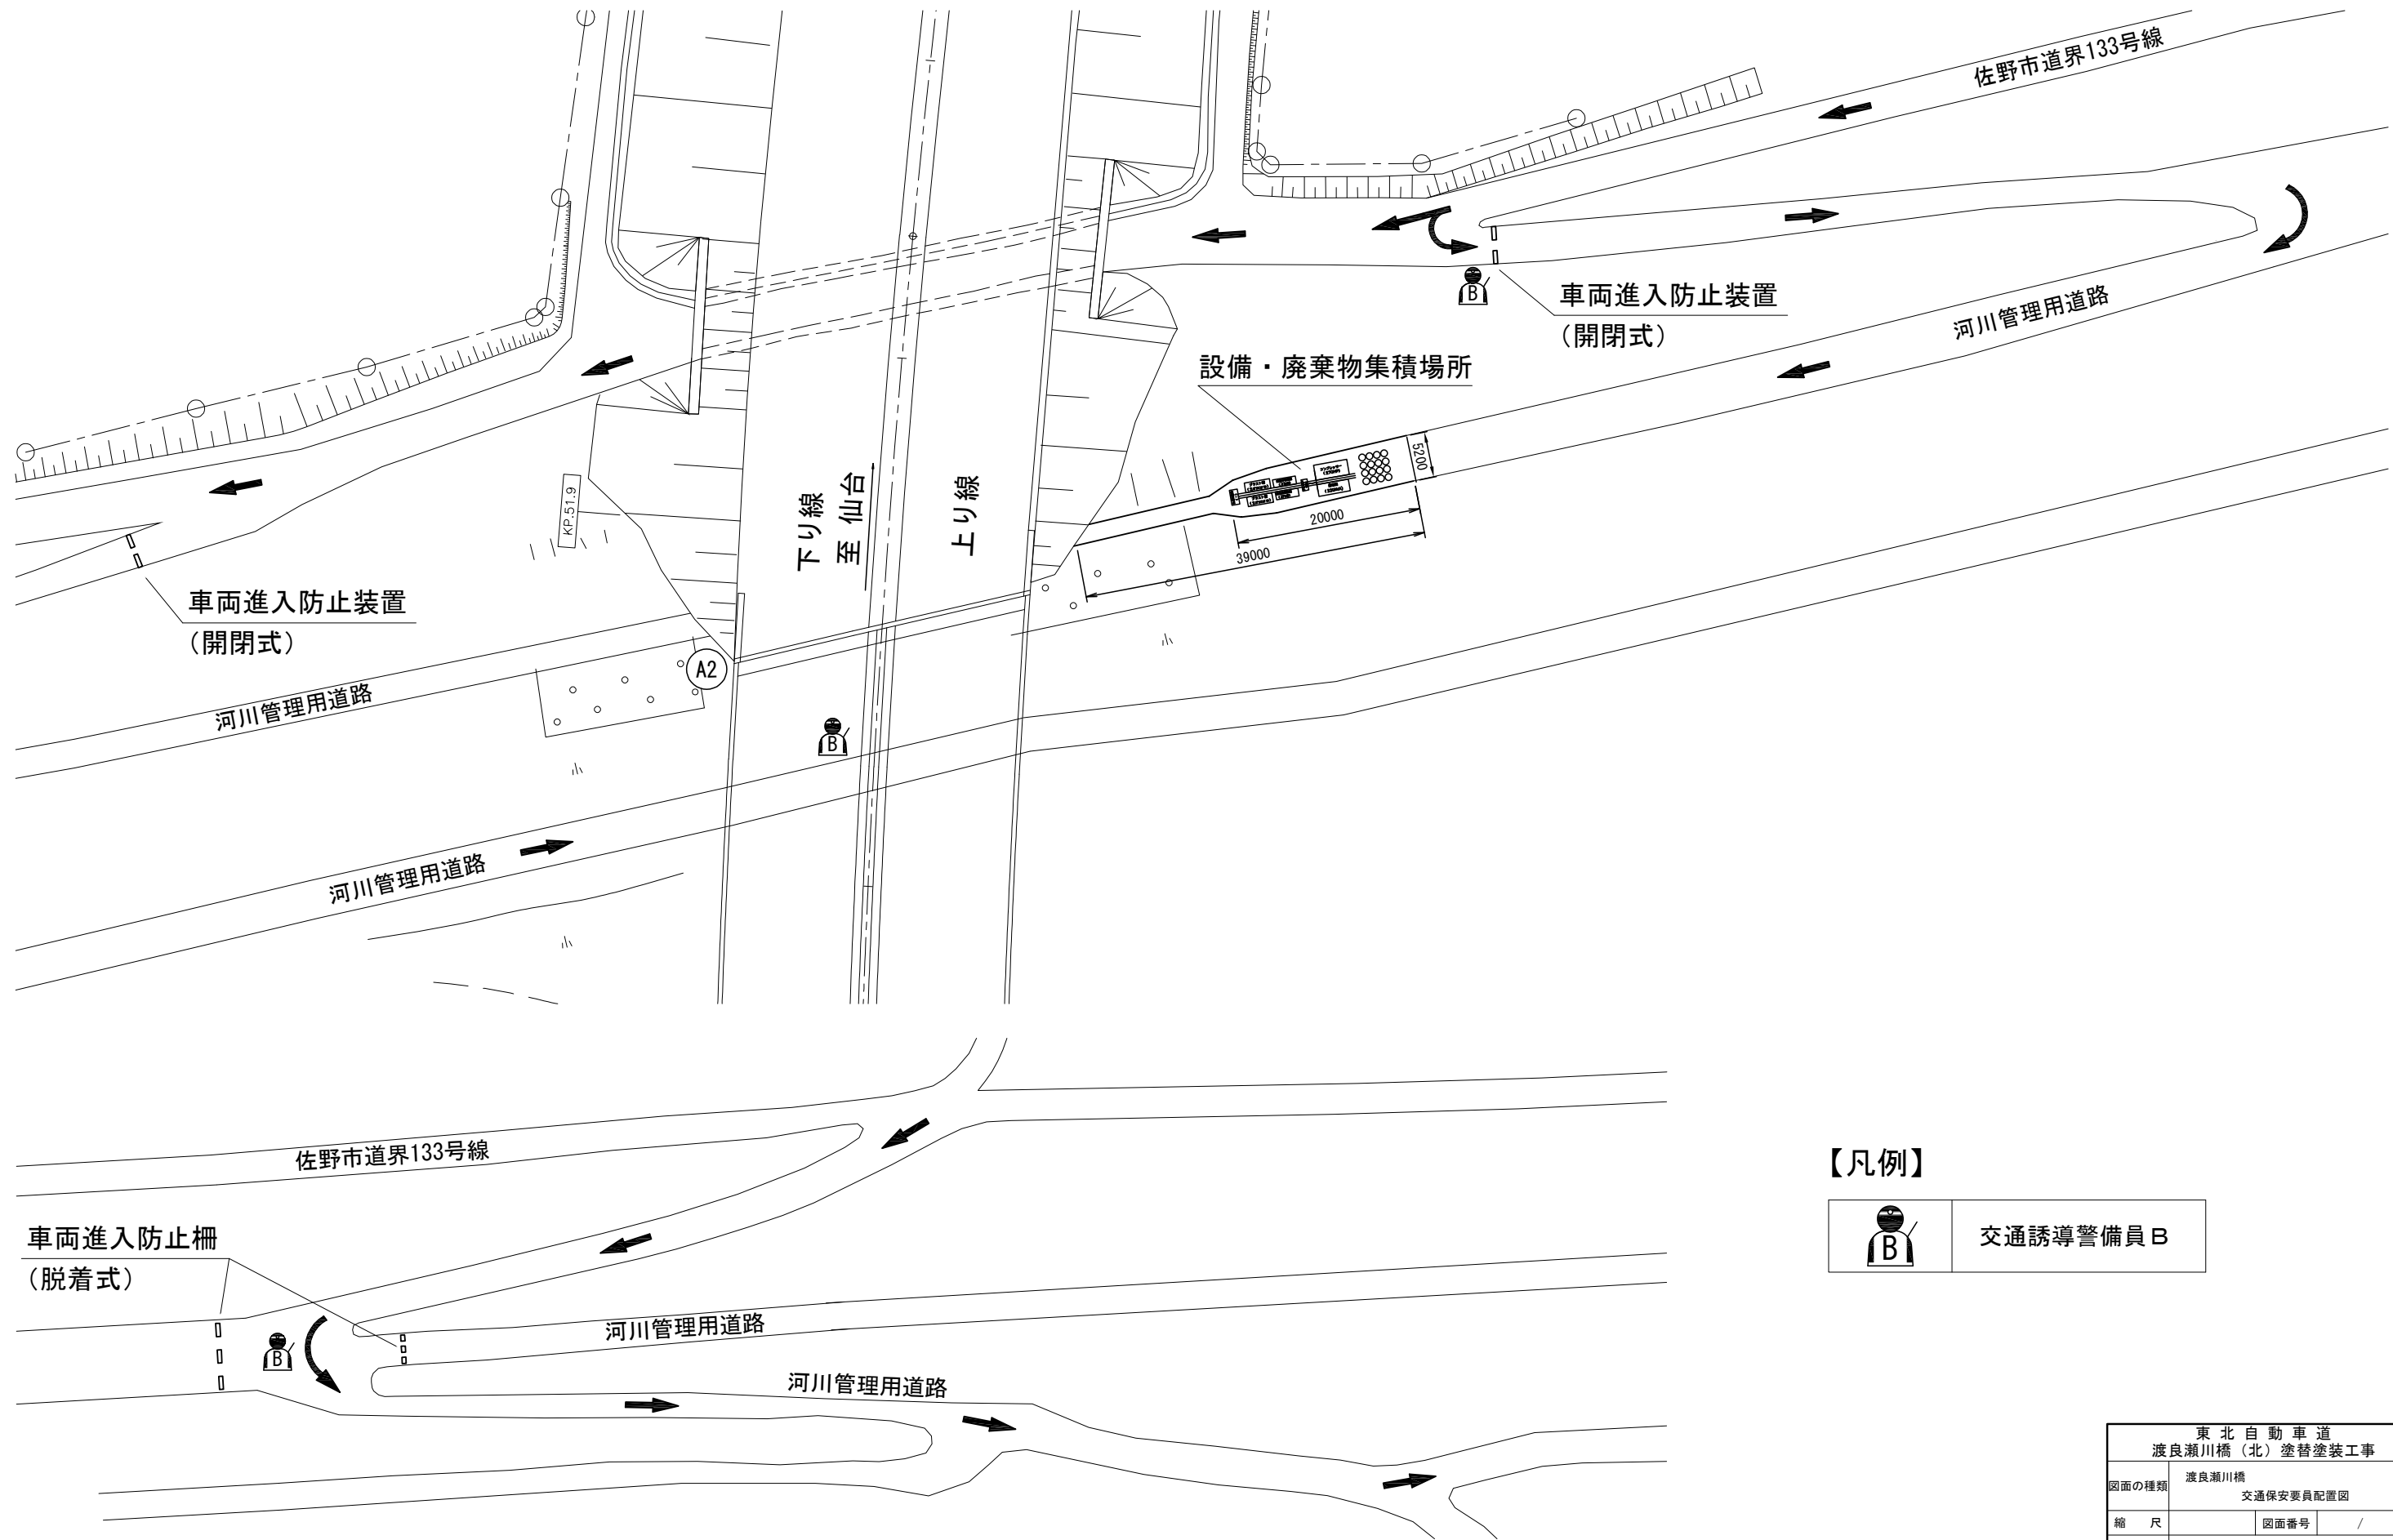 佐野市道界133号線
車両進入防止装置
(開閉式)
河川管理用道路
設備・廃棄物集積場所
5200
20000
39000
KP.51.9
下り線
至 仙台
上り線
車両進入防止装置
(開閉式)
A2
河川管理用道路
B
B
河川管理用道路
佐野市道界133号線
車両進入防止柵
(脱着式)
B
河川管理用道路
河川管理用道路
【凡例】
B 交通誘導警備員B
東北自動車道
渡良瀬川橋(北)塗替塗装工事
図面の種類 渡良瀬川橋
交通保安要員配置図
縮尺 図面番号 /